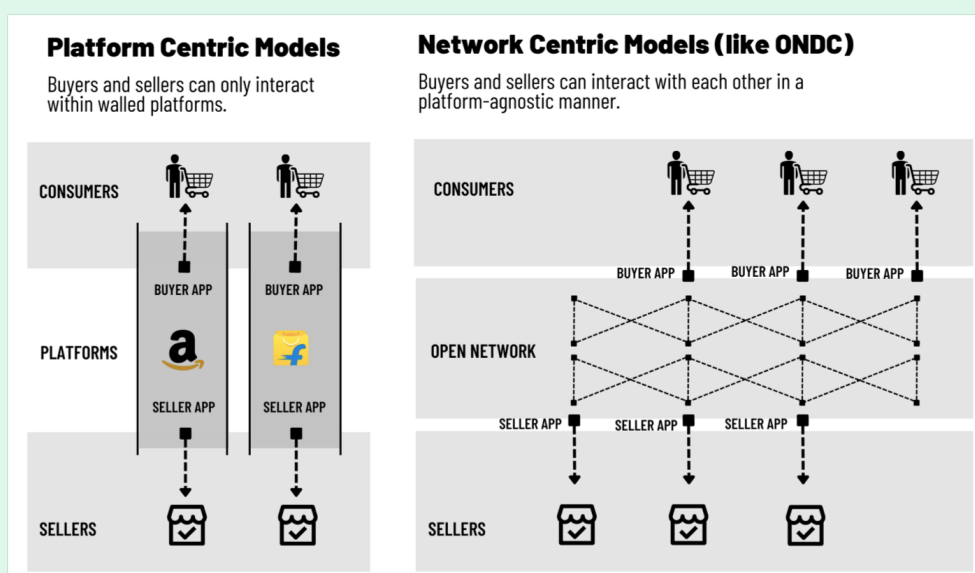 Platform Centric Models
Buyers and sellers can only interact
within walled platforms.
CONSUMERS
BUYER APP
BUYER APP
PLATFORMS
a
f
SELLER APP
SELLER APP
SELLERS
Network Centric Models (like ONDC)
Buyers and sellers can interact with each other in a
platform-agnostic manner.
CONSUMERS
BUYER APP
BUYER APP
BUYER APP
OPEN NETWORK
SELLER APP
SELLER APP
SELLER APP
SELLERS